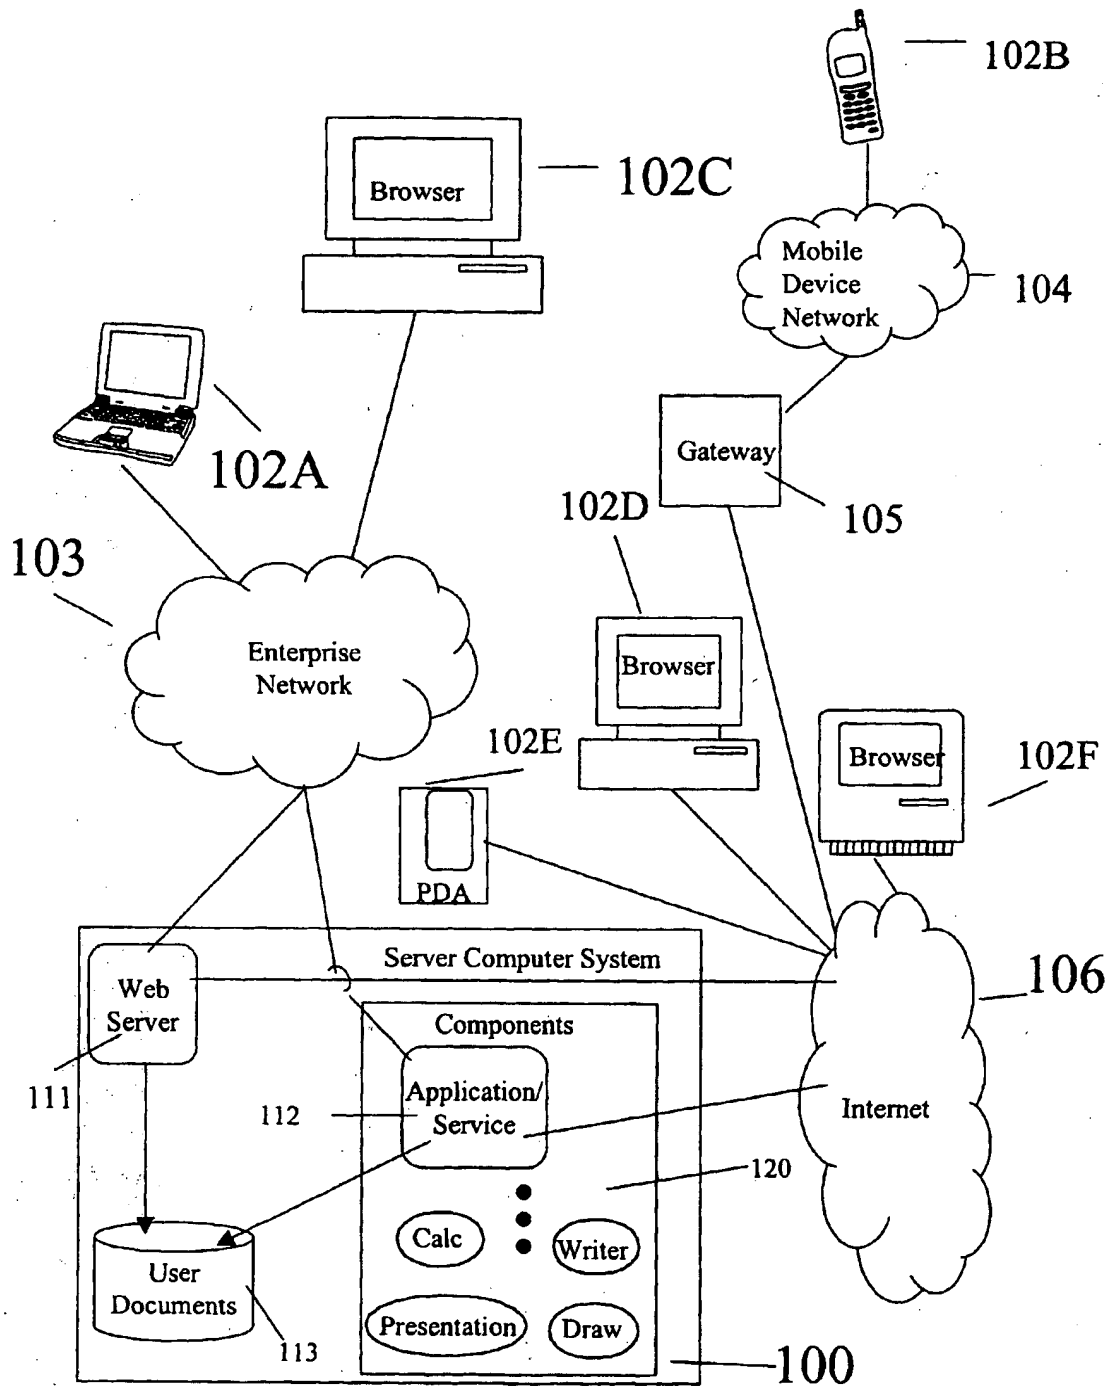 102B
102C
Browser
Mobile
Device
Network
104
102A
Gateway
105
102D
103
Enterprise
Network
Browser
102E
Browser
102F
PDA
Server Computer System
Web
Server
106
Components
111
112
Application/
Service
Internet
120
Calc
Writer
User
Documents
Presentation
Draw
113
100